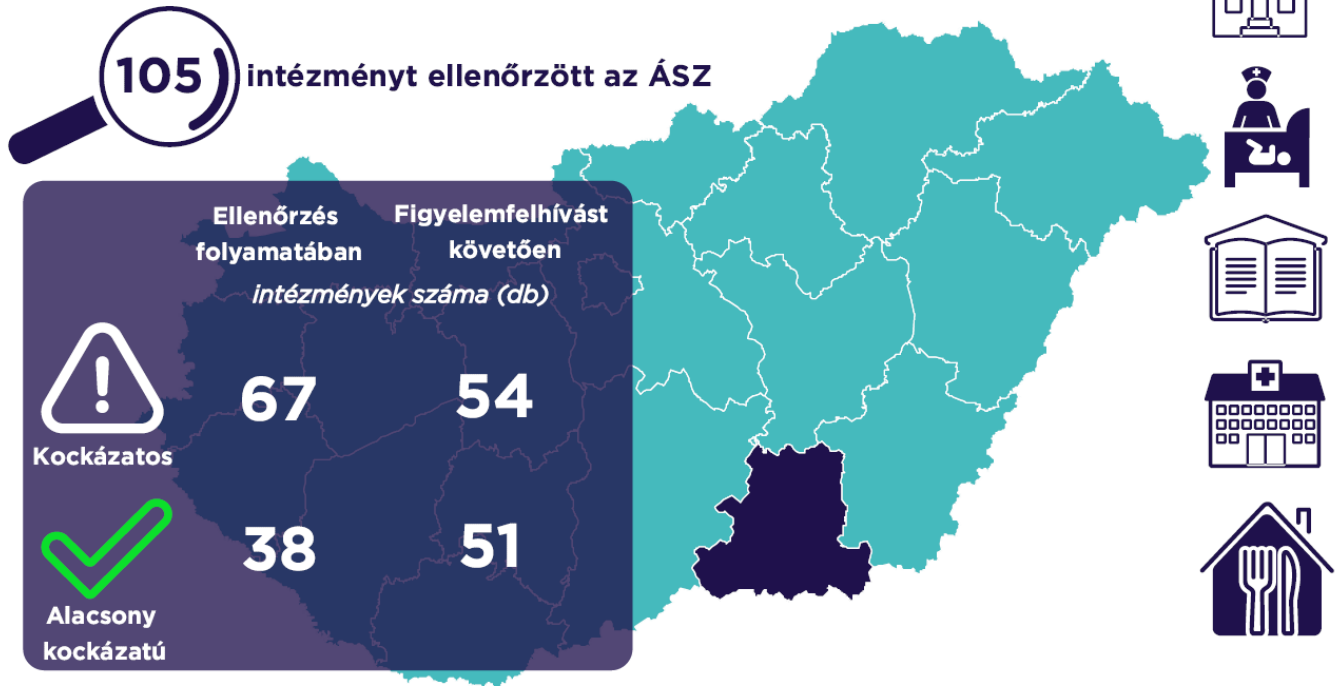 105 intézményt ellenőrzött az ÁSZ
Ellenőrzés folyamatában
Figyelemfelhívást követően
intézmények száma (db)
67 54
Kockázatos
38 51
Alacsony
kockázatú